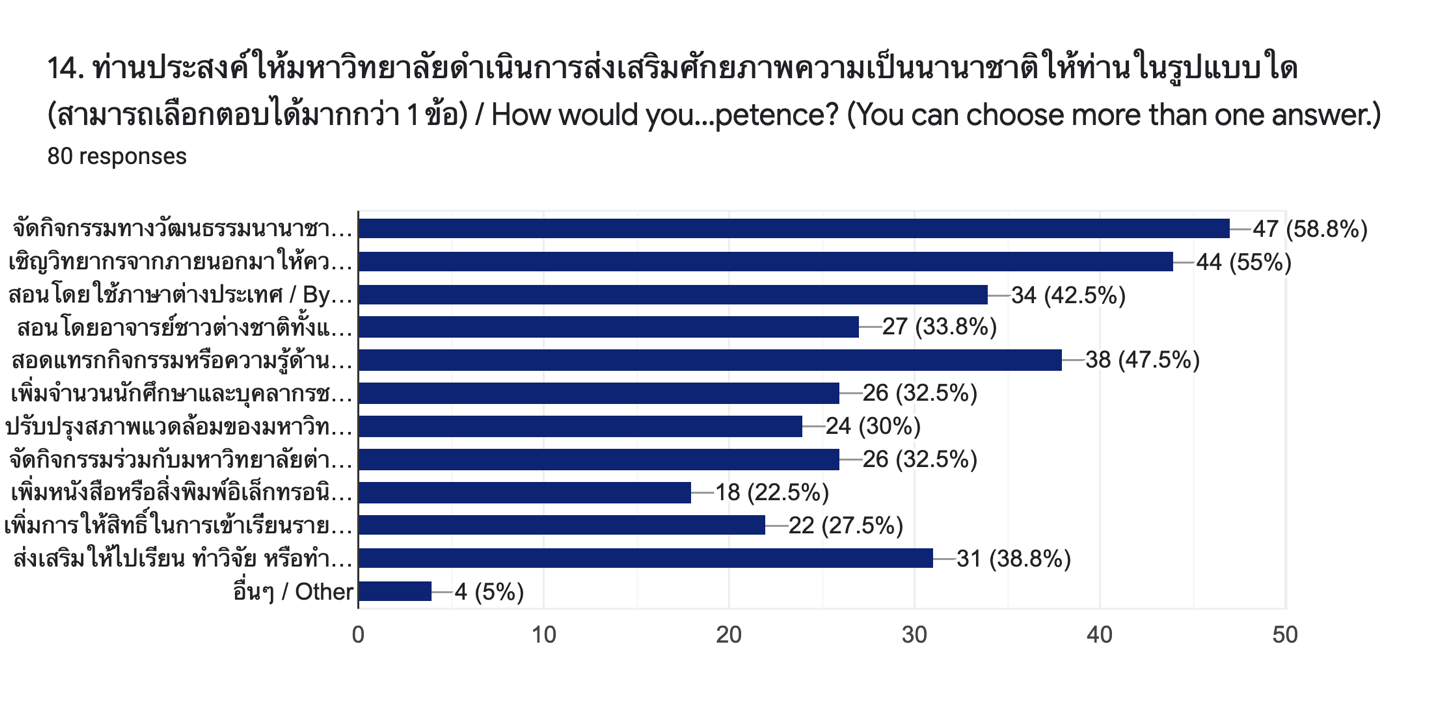 14. ท่านประสงค์ให้มหาวิทยาลัยดำเนินการส่งเสริมศักยภาพความเป็นนานาชาติให้ท่านในรูปแบบใด
(สามารถเลือกตอบได้มากกว่า 1 ข้อ) / How would you...petence? (You can choose more than one answer.)
80 responses
จัดกิจกรรมทางวัฒนธรรมนานาชา... 47 (58.8%)
เชิญวิทยากรจากภายนอกมาให้คว... 44 (55%)
สอนโดยใช้ภาษาต่างประเทศ / By... 34 (42.5%)
สอนโดยอาจารย์ชาวต่างชาติทั้งแ... 27 (33.8%)
สอดแทรกกิจกรรมหรือความรู้ด้าน... 38 (47.5%)
เพิ่มจำนวนนักศึกษาและบุคลากรช... 26 (32.5%)
ปรับปรุงสภาพแวดล้อมของมหาวิท... 24 (30%)
จัดกิจกรรมร่วมกับมหาวิทยาลัยต่า... 26 (32.5%)
เพิ่มหนังสือหรือสิ่งพิมพ์อิเล็กทรอนิ... 18 (22.5%)
เพิ่มการให้สิทธิ์ในการเข้าเรียนราย... 22 (27.5%)
ส่งเสริมให้ไปเรียน ทำวิจัย หรือทำ... 31 (38.8%)
อื่นๆ / Other 4 (5%)
0 10 20 30 40 50